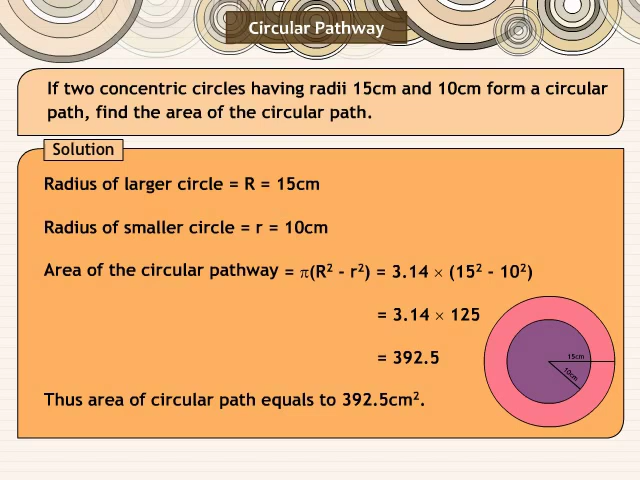 Circular Pathway
If two concentric circles having radii 15cm and 10cm form a circular
path, find the area of the circular path.
Solution
Radius of larger circle = R = 15cm
Radius of smaller circle = r = 10cm
Area of the circular pathway = π(R² - r²) = 3.14 × (15² - 10²)
= 3.14 × 125
= 392.5
15cm
10cm
Thus area of circular path equals to 392.5cm².